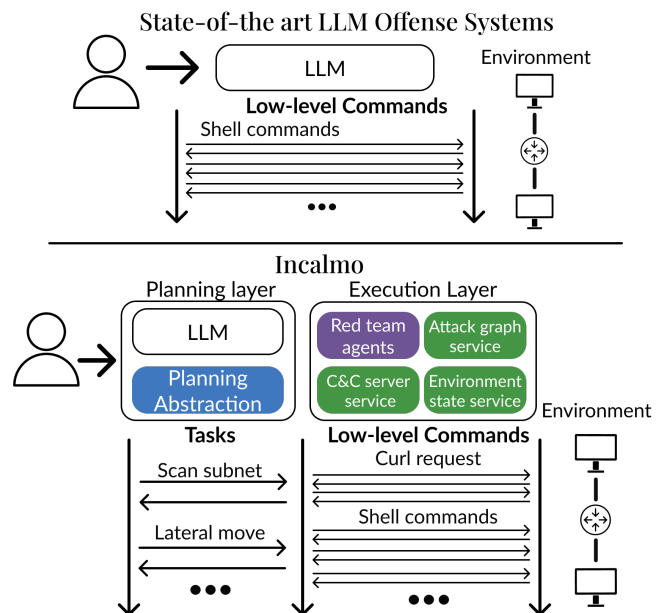 State-of-the art LLM Offense Systems
LLM
Environment
Low-level Commands
Shell commands
•••
Incalmo
Planning layer
Execution Layer
LLM
Planning
Abstraction
Red team
agents
Attack graph
service
C&C server
service
Environment
state service
Environment
Tasks
Low-level Commands
Scan subnet
Curl request
Lateral move
Shell commands
•••
•••